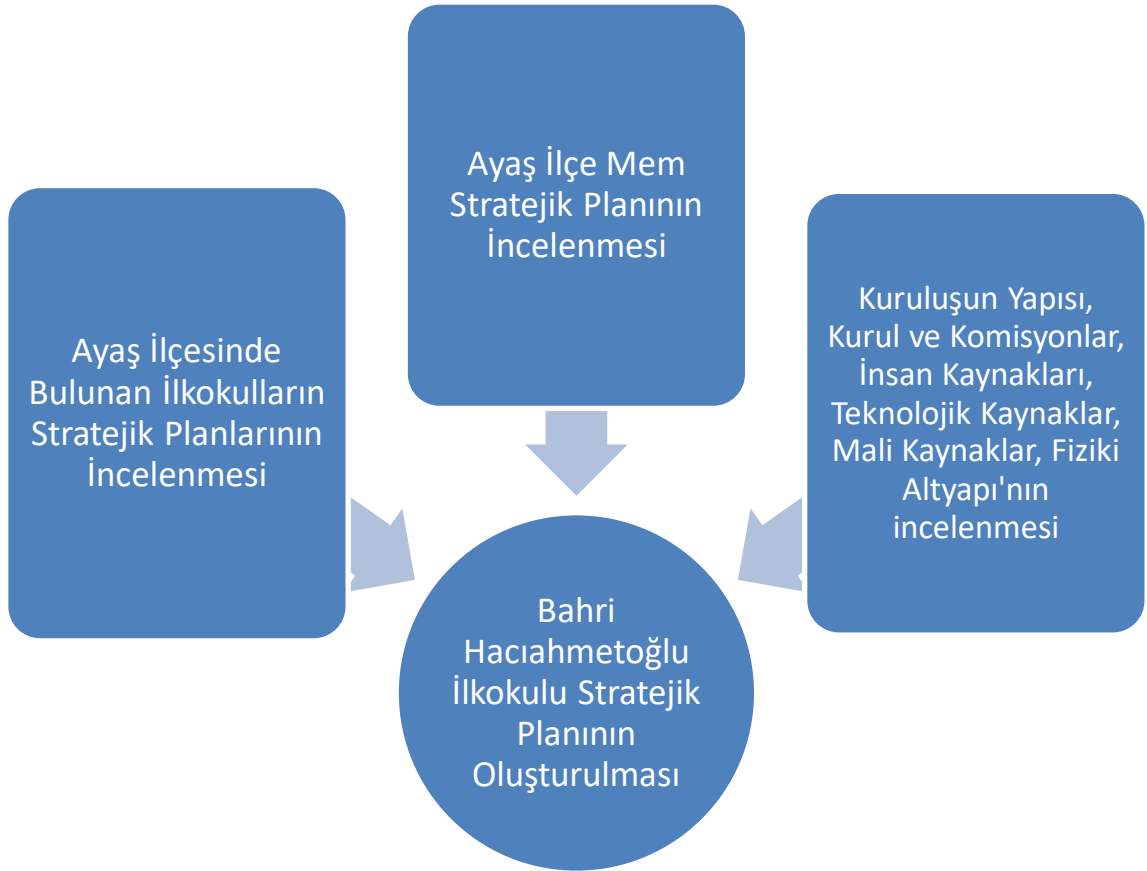 Ayaş İlçesinde
Bulunan İlkokulların
Stratejik Planlarının
İncelenmesi
Ayaş İlçe Mem
Stratejik Planının
İncelenmesi
Kuruluşun Yapısı,
Kurul ve Komisyonlar,
İnsan Kaynakları,
Teknolojik Kaynaklar,
Mali Kaynaklar, Fiziki
Altyapı'nın
incelenmesi
Bahri
Hacıahmetoğlu
İlkokulu Stratejik
Planının
Oluşturulması